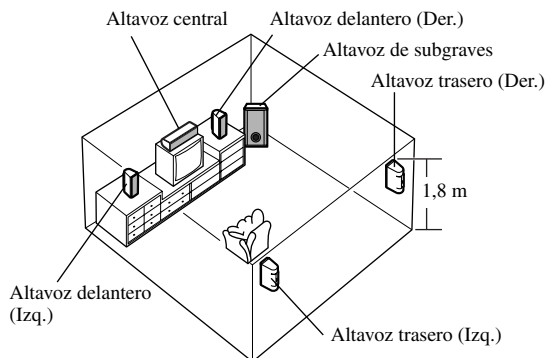 Altavoz central
Altavoz delantero (Der.)
Altavoz de subgraves
Altavoz trasero (Der.)
1,8 m
Altavoz delantero
(Izq.)
Altavoz trasero (Izq.)